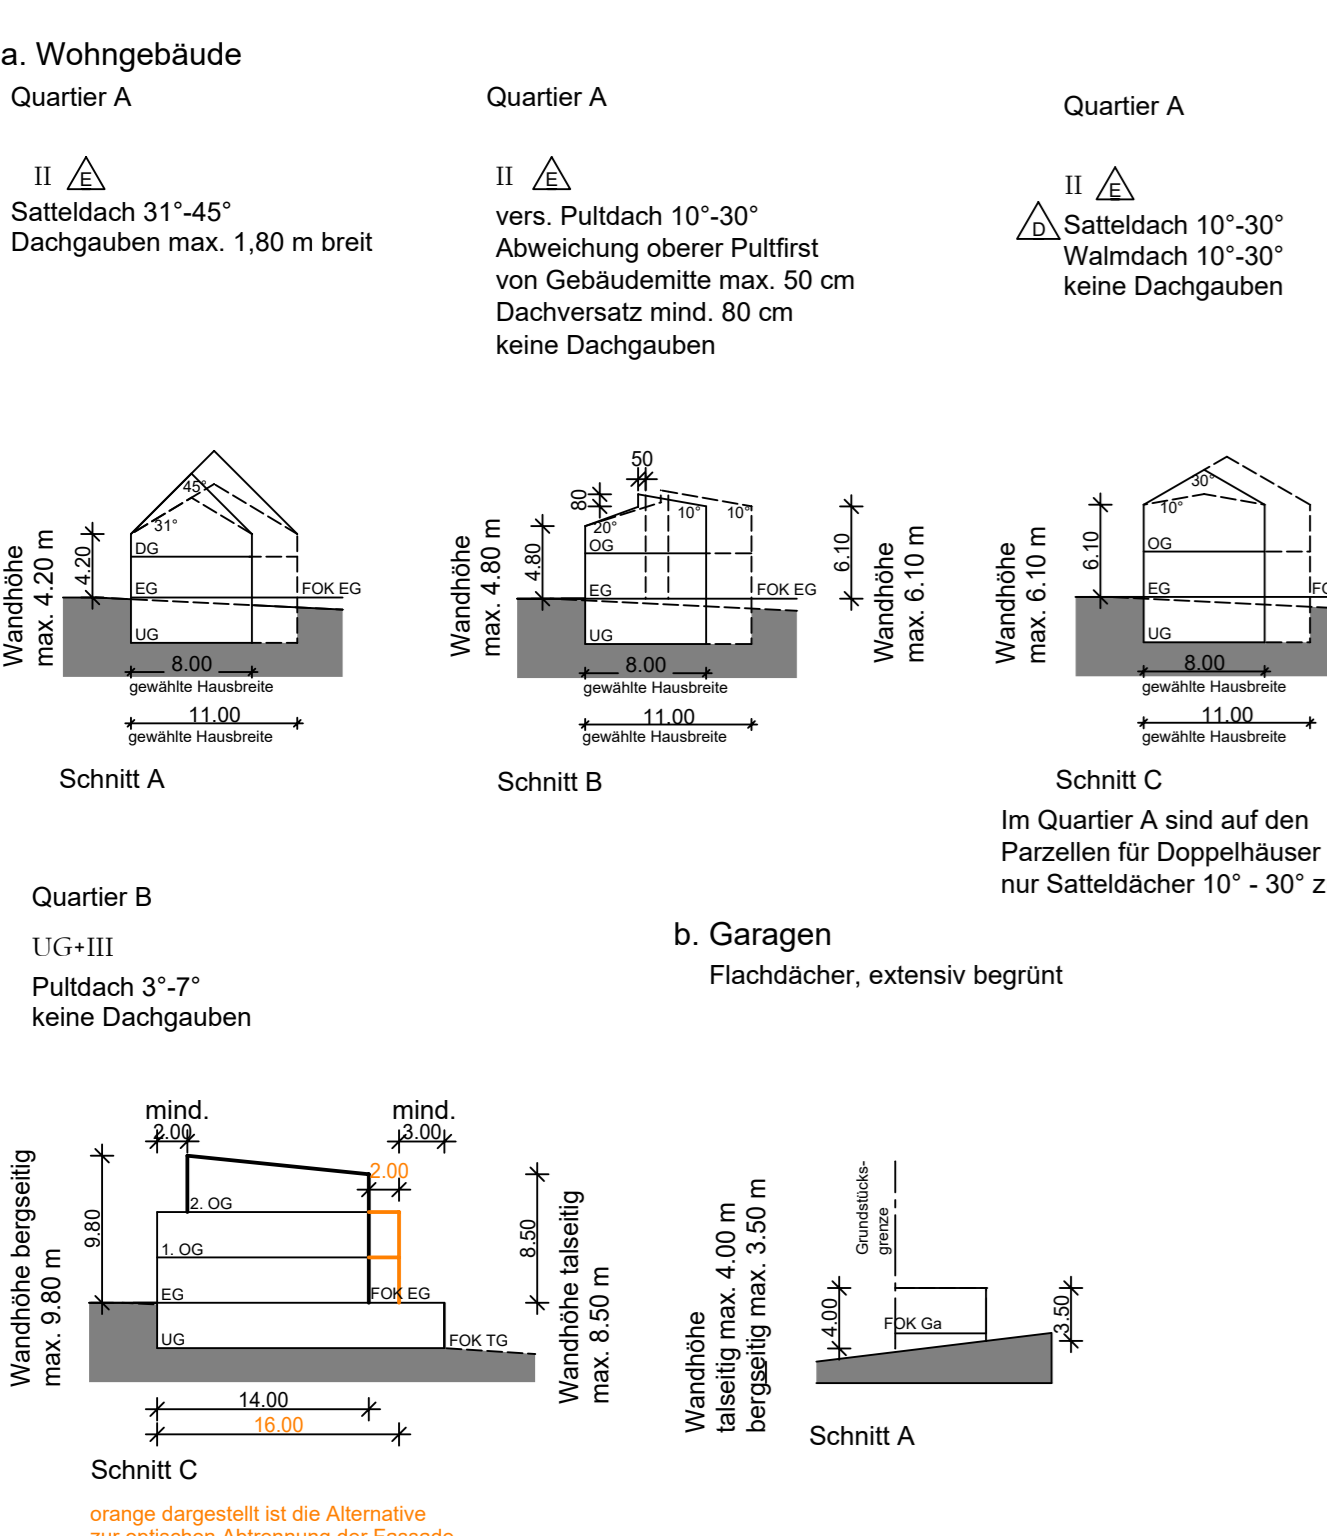 a. Wohngebäude
Quartier A
II E
Satteldach 31°-45°
Dachgauben max. 1,80 m breit
Wandhöhe
max. 4.20 m
4.20
45°
31°
DG
EG
FOK EG
UG
8.00
gewählte Hausbreite
11.00
gewählte Hausbreite
Schnitt A
Quartier A
II E
vers. Pultdach 10°-30°
Abweichung oberer Pultfirst
von Gebäudemitte max. 50 cm
Dachversatz mind. 80 cm
keine Dachgauben
Wandhöhe
max. 4.80 m
4.80
80
50
20°
10°
10°
OG
EG
FOK EG
UG
6.10
Wandhöhe
max. 6.10 m
8.00
gewählte Hausbreite
11.00
gewählte Hausbreite
Schnitt B
Quartier A
II E
D Satteldach 10°-30°
Walmdach 10°-30°
keine Dachgauben
Wandhöhe
max. 6.10 m
6.10
30°
10°
OG
EG
UG
8.00
gewählte Hausbreite
11.00
gewählte Hausbreite
Schnitt C
Im Quartier A sind auf den
Parzellen für Doppelhäuser
nur Satteldächer 10° - 30° z
Quartier B
UG+III
Pultdach 3°-7°
keine Dachgauben
mind.
2.00
mind.
3.00
2.00
Wandhöhe bergseitig
max. 9.80 m
9.80
2. OG
1. OG
EG
FOK EG
UG
FOK TG
8.50
Wandhöhe talseitig
max. 8.50 m
14.00
16.00
Schnitt C
orange dargestellt ist die Alternative
zur optischen Abtrennung der Fassade
b. Garagen
Flachdächer, extensiv begrünt
Wandhöhe
talseitig max. 4.00 m
bergseitig max. 3.50 m
Grundstücks-
grenze
4.00
FOK Ga
3.50
Schnitt A